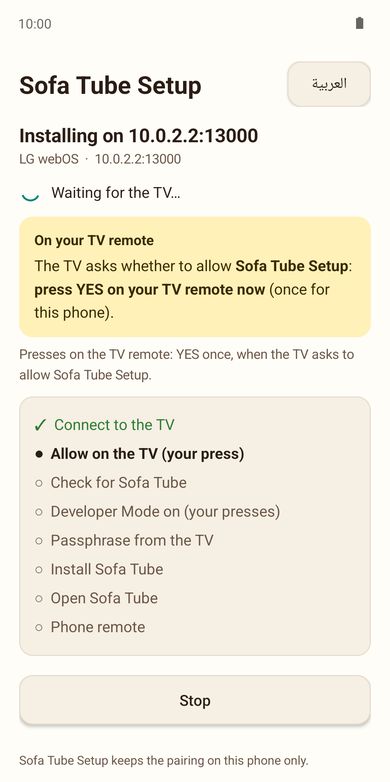 10:00
Sofa Tube Setup
العربية
Installing on 10.0.2.2:13000
LG webOS · 10.0.2.2:13000
Waiting for the TV...
On your TV remote
The TV asks whether to allow Sofa Tube Setup:
press YES on your TV remote now (once for
this phone).
Presses on the TV remote: YES once, when the TV asks to
allow Sofa Tube Setup.
✓ Connect to the TV
● Allow on the TV (your press)
○ Check for Sofa Tube
○ Developer Mode on (your presses)
○ Passphrase from the TV
○ Install Sofa Tube
○ Open Sofa Tube
○ Phone remote
Stop
Sofa Tube Setup keeps the pairing on this phone only.